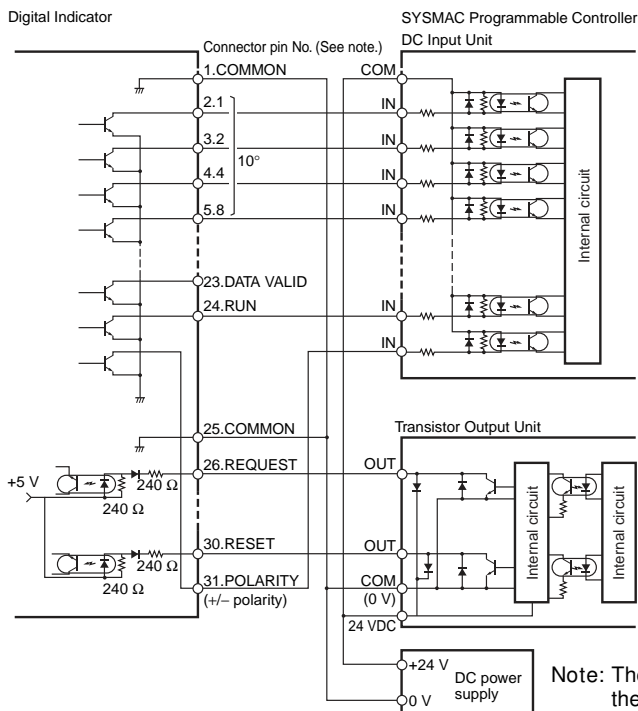 Digital Indicator
SYSMAC Programmable Controller
DC Input Unit
Connector pin No. (See note.)
1.COMMON
COM
2.1
IN
3.2
IN
10°
4.4
IN
5.8
IN
Internal circuit
23.DATA VALID
24.RUN
IN
IN
25.COMMON
Transistor Output Unit
+5 V
26.REQUEST
OUT
240 Ω
240 Ω
Internal circuit
Internal circuit
30.RESET
OUT
240 Ω
240 Ω
31.POLARITY
(+/– polarity)
COM
(0 V)
24 VDC
+24 V
DC power
supply
0 V
Note: The
the